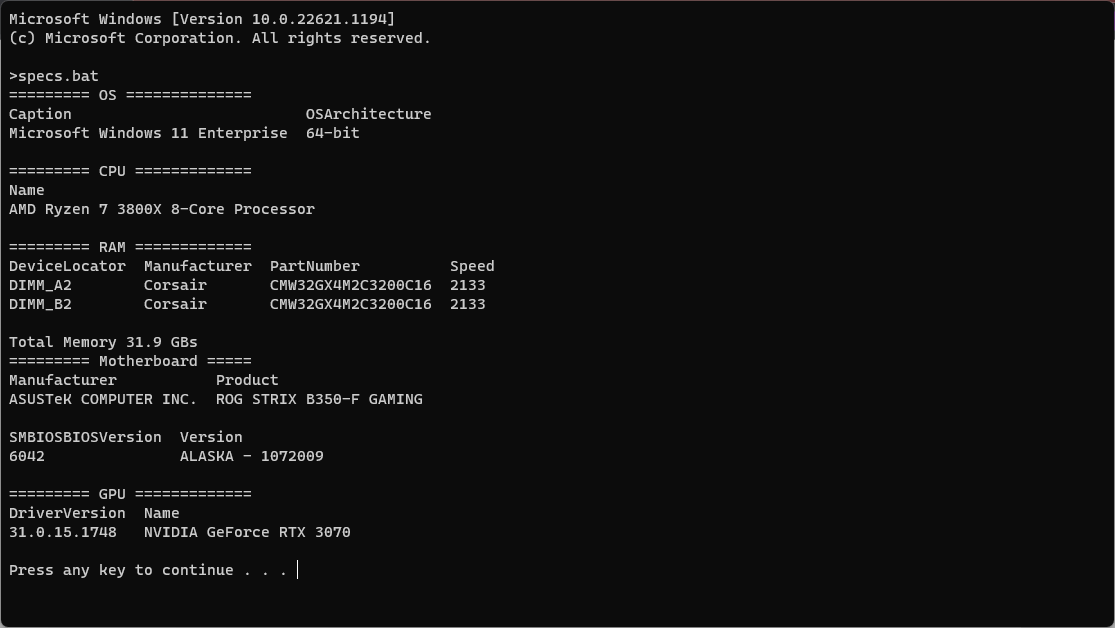 Microsoft Windows [Version 10.0.22621.1194]
(c) Microsoft Corporation. All rights reserved.
>specs.bat
========= OS ==============
Caption                          OSArchitecture
Microsoft Windows 11 Enterprise  64-bit
========= CPU =============
Name
AMD Ryzen 7 3800X 8-Core Processor
========= RAM =============
DeviceLocator  Manufacturer  PartNumber          Speed
DIMM_A2        Corsair       CMW32GX4M2C3200C16  2133
DIMM_B2        Corsair       CMW32GX4M2C3200C16  2133
Total Memory 31.9 GBs
========= Motherboard =====
Manufacturer           Product
ASUSTeK COMPUTER INC.  ROG STRIX B350-F GAMING
SMBIOSBIOSVersion  Version
6042               ALASKA - 1072009
========= GPU =============
DriverVersion  Name
31.0.15.1748   NVIDIA GeForce RTX 3070
Press any key to continue . . .